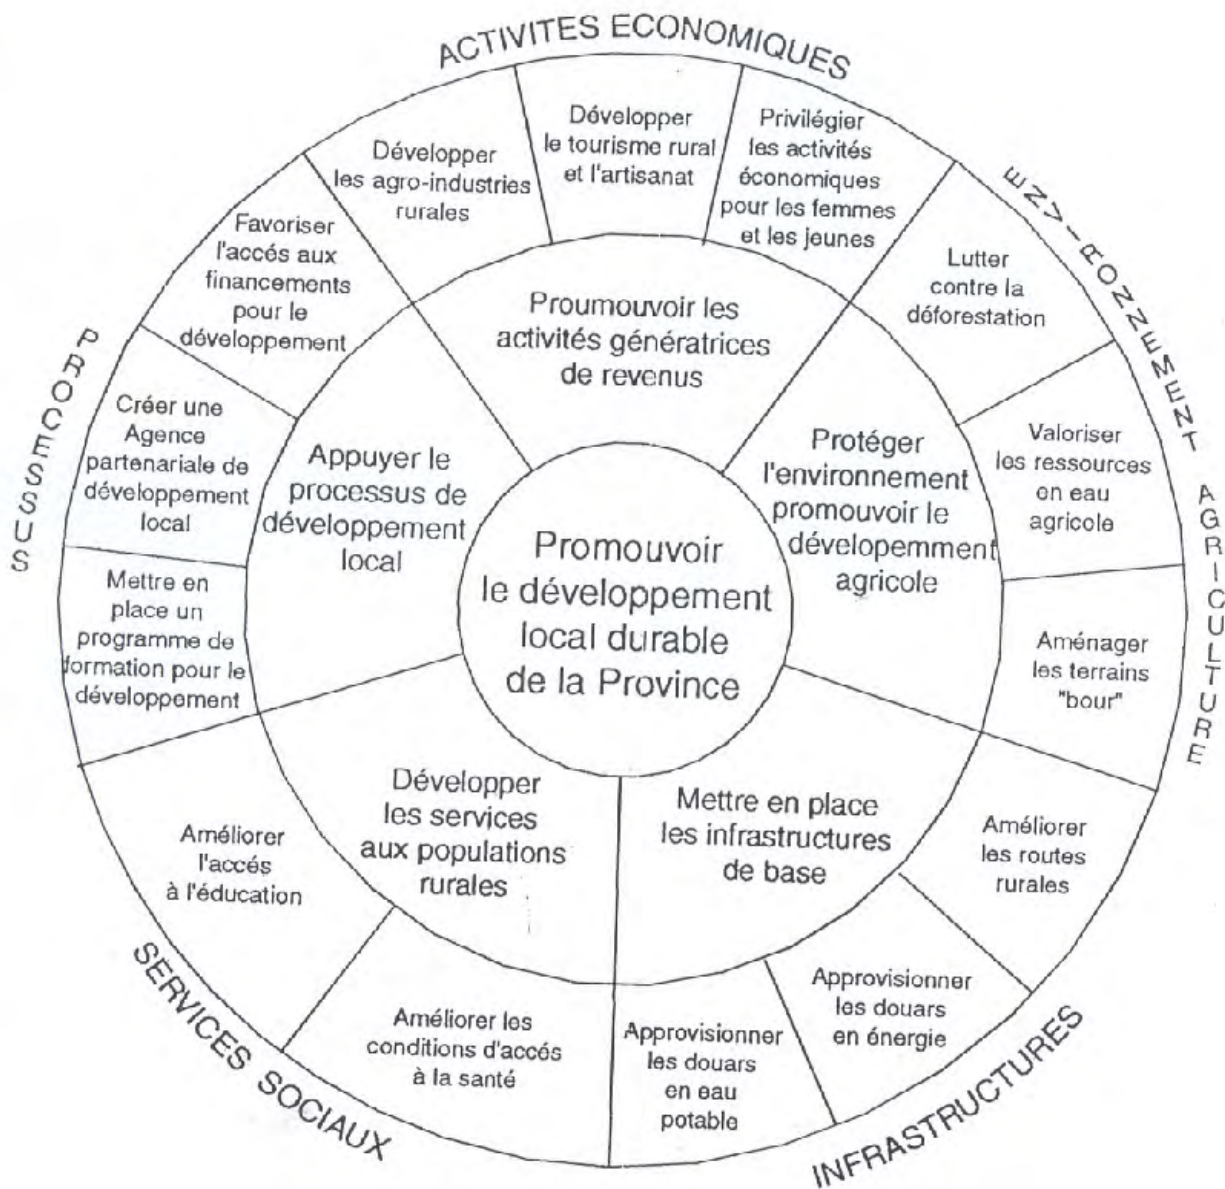 ACTIVITES ECONOMIQUES
Développer
les agro-industries
rurales
Développer
le tourisme rural
et l'artisanat
Privilégier
les activités
économiques
pour les femmes
et les jeunes
Proumouvoir les
activités génératrices
de revenus
ENVIRONNEMENT AGRICULTURE
Lutter
contre la
déforestation
Valoriser
les ressources
en eau
agricole
Aménager
les terrains
"bour"
Protéger
l'environnement
promouvoir le
dévelopemment
agricole
INFRASTRUCTURES
Améliorer
les routes
rurales
Approvisionner
les douars
en énergie
Approvisionner
les douars
en eau
potable
Mettre en place
les infrastructures
de base
SERVICES SOCIAUX
Améliorer les
conditions d'accés
à la santé
Améliorer
l'accés
à l'éducation
Développer
les services
aux populations
rurales
PROCESSUS
Mettre en
place un
programme de
formation pour le
développement
Créer une
Agence
partenariale de
développement
local
Favoriser
l'accés aux
financements
pour le
développement
Appuyer le
processus de
développement
local
Promouvoir
le développement
local durable
de la Province